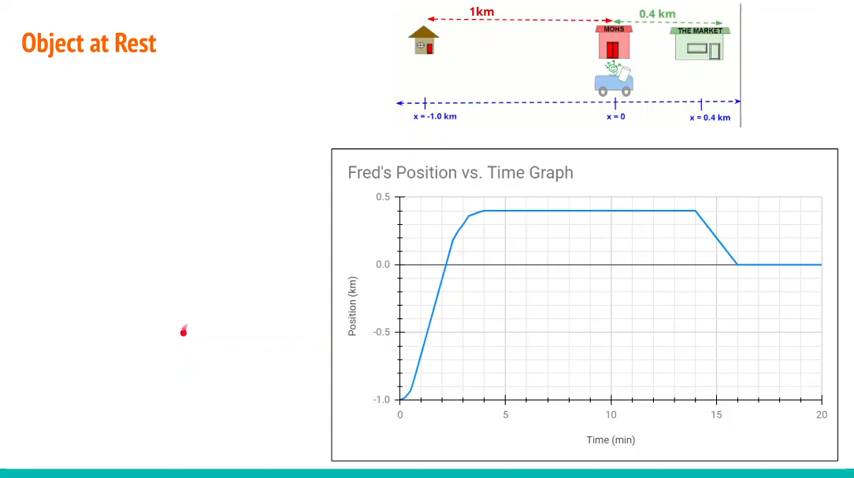 Object at Rest
1km
0.4 km
MOHS
THE MARKET
x = -1.0 km
x = 0
x = 0.4 km
Fred's Position vs. Time Graph
0.5
0.0
-0.5
-1.0
Position (km)
0
5
10
15
20
Time (min)